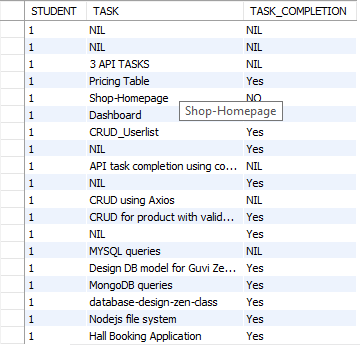 STUDENT TASK TASK_COMPLETION
1 NIL NIL
1 NIL NIL
1 3 API TASKS NIL
1 Pricing Table Yes
1 Shop-Homepage NO
1 Dashboard
Shop-Homepage
1 CRUD_Userlist Yes
1 NIL Yes
1 API task completion using co... NIL
1 NIL Yes
1 CRUD using Axios NIL
1 CRUD for product with valid... Yes
1 NIL Yes
1 MYSQL queries NIL
1 Design DB model for Guvi Ze... Yes
1 MongoDB queries Yes
1 database-design-zen-class Yes
1 Nodejs file system Yes
1 Hall Booking Application Yes